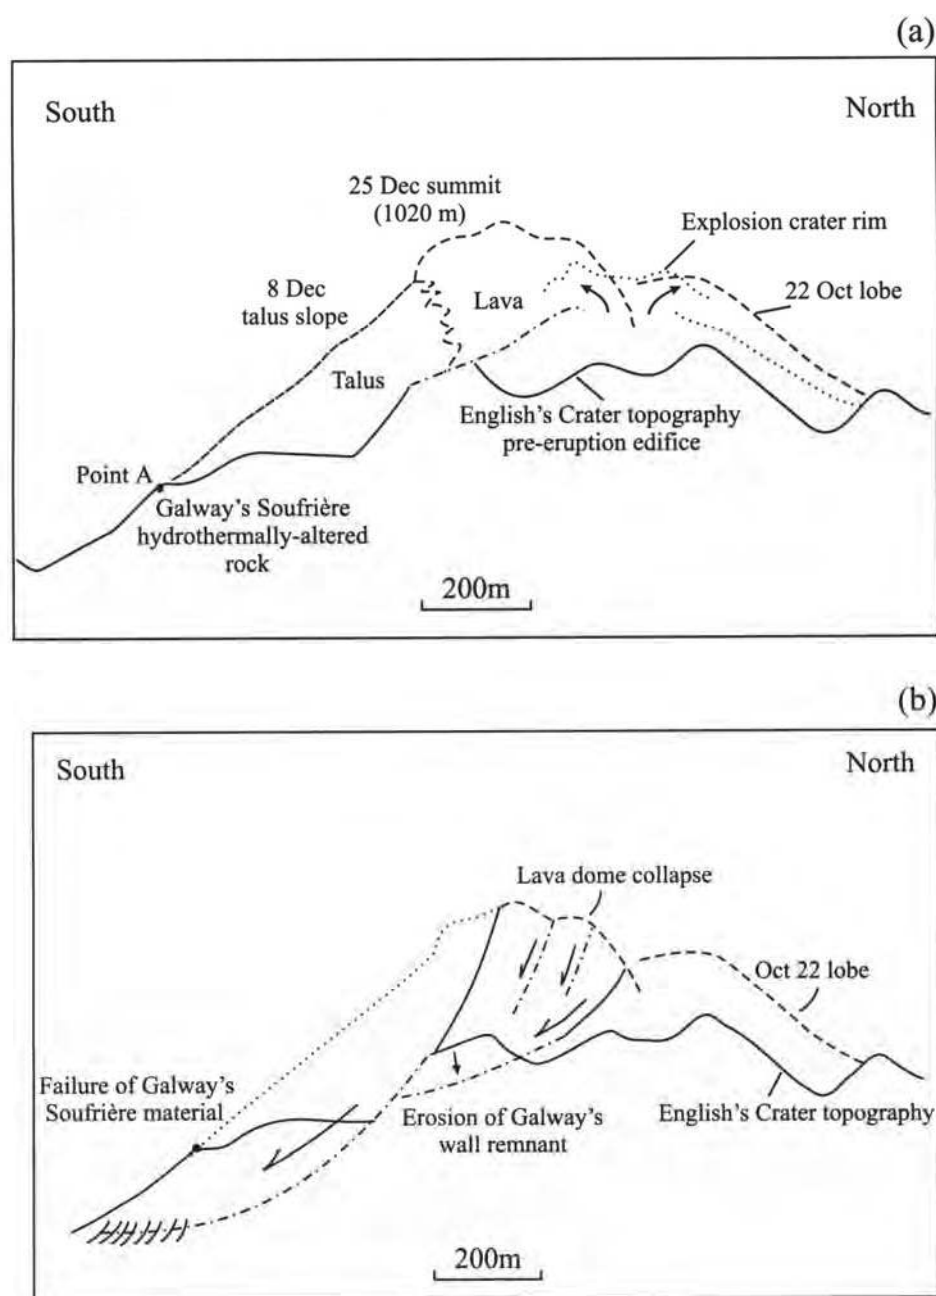 (a)
South
North
25 Dec summit
(1020 m)
Explosion crater rim
8 Dec
talus slope
Lava
22 Oct lobe
Talus
English's Crater topography
pre-eruption edifice
Point A
Galway's Soufrière
hydrothermally-altered
rock
200m
(b)
South
North
Lava dome collapse
Oct 22 lobe
Failure of Galway's
Soufrière material
Erosion of Galway's
wall remnant
English's Crater topography
200m